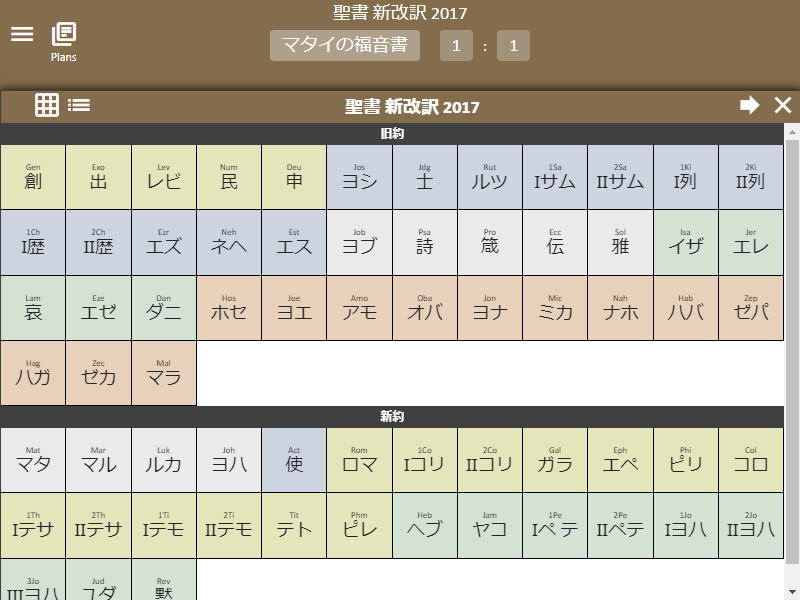 聖書 新改訳 2017
Plans
マタイの福音書 1 : 1
聖書 新改訳 2017
旧約
Gen Exo Lev Num Deu Jos Jdg Rut 1Sa 2Sa 1Ki 2Ki
創 出 レビ 民 申 ヨシ 士 ルツ Iサム IIサム I列 II列
1Ch 2Ch Ezr Neh Est Job Psa Pro Ecc Sol Isa Jer
I歴 II歴 エズ ネヘ エス ヨブ 詩 箴 伝 雅 イザ エレ
Lam Eze Dan Hos Joe Amo Oba Jon Mic Nah Hab Zep
哀 エゼ ダニ ホセ ヨエ アモ オバ ヨナ ミカ ナホ ハバ ゼパ
Hag Zec Mal
ハガ ゼカ マラ
新約
Mat Mar Luk Joh Act Rom 1Co 2Co Gal Eph Phi Col
マタ マル ルカ ヨハ 使 ロマ Iコリ IIコリ ガラ エペ ピリ コロ
1Th 2Th 1Ti 2Ti Tit Phm Heb Jam 1Pe 2Pe 1Jo 2Jo
Iテサ IIテサ Iテモ IIテモ テト ピレ ヘブ ヤコ Iペテ IIペテ Iヨハ IIヨハ
3Jo Jud Rev
IIIヨハ ユダ 黙